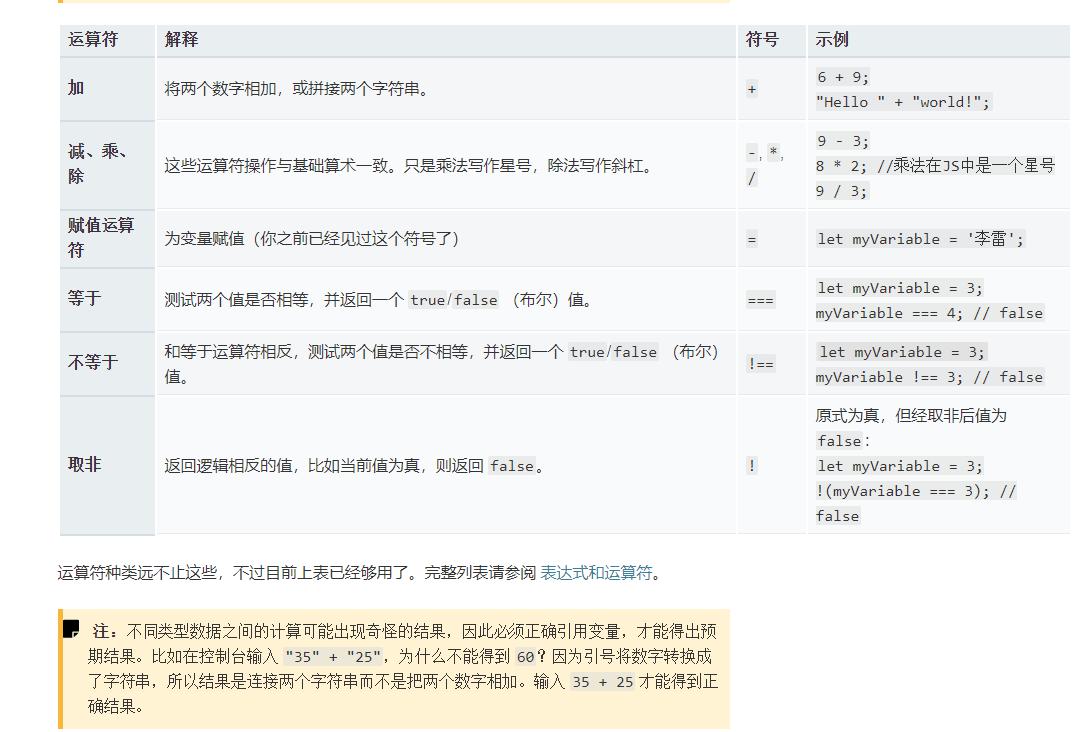 运算符 解释 符号 示例
加 将两个数字相加，或拼接两个字符串。 + 6 + 9;
"Hello " + "world!";
减、乘、
除
这些运算符操作与基础算术一致。只是乘法写作星号，除法写作斜杠。
-, *,
/
9 - 3;
8 * 2; //乘法在JS中是一个星号
9 / 3;
赋值运算
符
为变量赋值（你之前已经见过这个符号了）
=
let myVariable = '李雷';
等于
测试两个值是否相等，并返回一个 true/false （布尔）值。
===
let myVariable = 3;
myVariable === 4; // false
不等于
和等于运算符相反，测试两个值是否不相等，并返回一个 true/false （布尔）
值。
!==
let myVariable = 3;
myVariable !== 3; // false
取非
返回逻辑相反的值，比如当前值为真，则返回 false。
!
原式为真，但经取非后值为
false：
let myVariable = 3;
!(myVariable === 3); //
false
运算符种类远不止这些，不过目前上表已经够用了。完整列表请参阅 表达式和运算符。
注：不同类型数据之间的计算可能出现奇怪的结果，因此必须正确引用变量，才能得出预
期结果。比如在控制台输入 "35" + "25"，为什么不能得到 60？因为引号将数字转换成
了字符串，所以结果是连接两个字符串而不是把两个数字相加。输入 35 + 25 才能得到正
确结果。